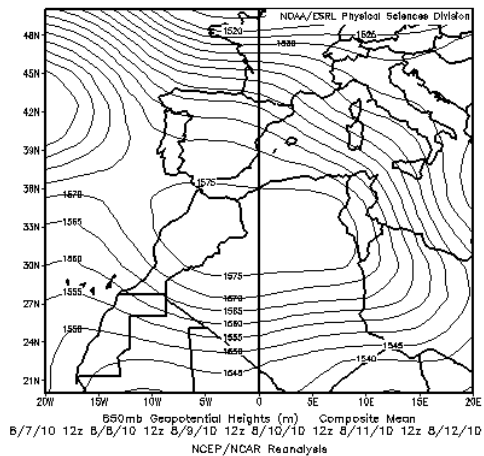 NOAA/ESRL Physical Sciences Division
48N
1520
1525
1530
45N
42N
39N
1575
36N
1570
33N
1565
1560
30N
1575
1555
27N
1570
1565
1560
1550
24N
1555
1550
1545
1540
1545
21N
20W 15W 10W 5W 0 5E 10E 15E 20E
850mb Geopotential Heights (m) Composite Mean
8/7/10 12z 8/8/10 12z 8/9/10 12z 8/10/10 12z 8/11/10 12z 8/12/10
NCEP/NCAR Reanalysis